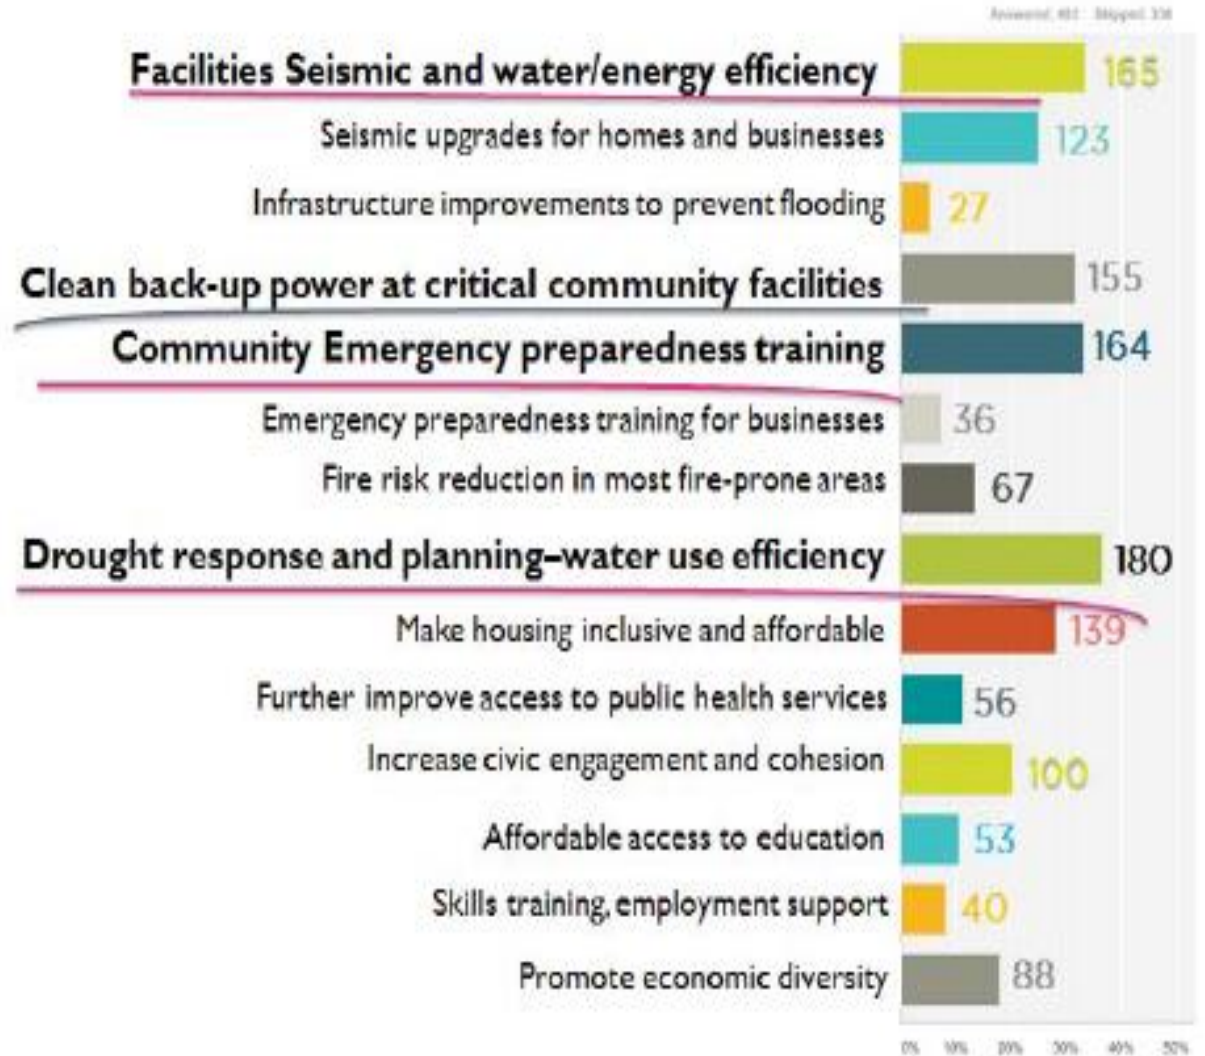 Facilities Seismic and water/energy efficiency 165
Seismic upgrades for homes and businesses 123
Infrastructure improvements to prevent flooding 27
Clean back-up power at critical community facilities 155
Community Emergency preparedness training 164
Emergency preparedness training for businesses 36
Fire risk reduction in most fire-prone areas 67
Drought response and planning–water use efficiency 180
Make housing inclusive and affordable 139
Further improve access to public health services 56
Increase civic engagement and cohesion 100
Affordable access to education 53
Skills training, employment support 40
Promote economic diversity 88
0% 10% 20% 30% 40% 50%